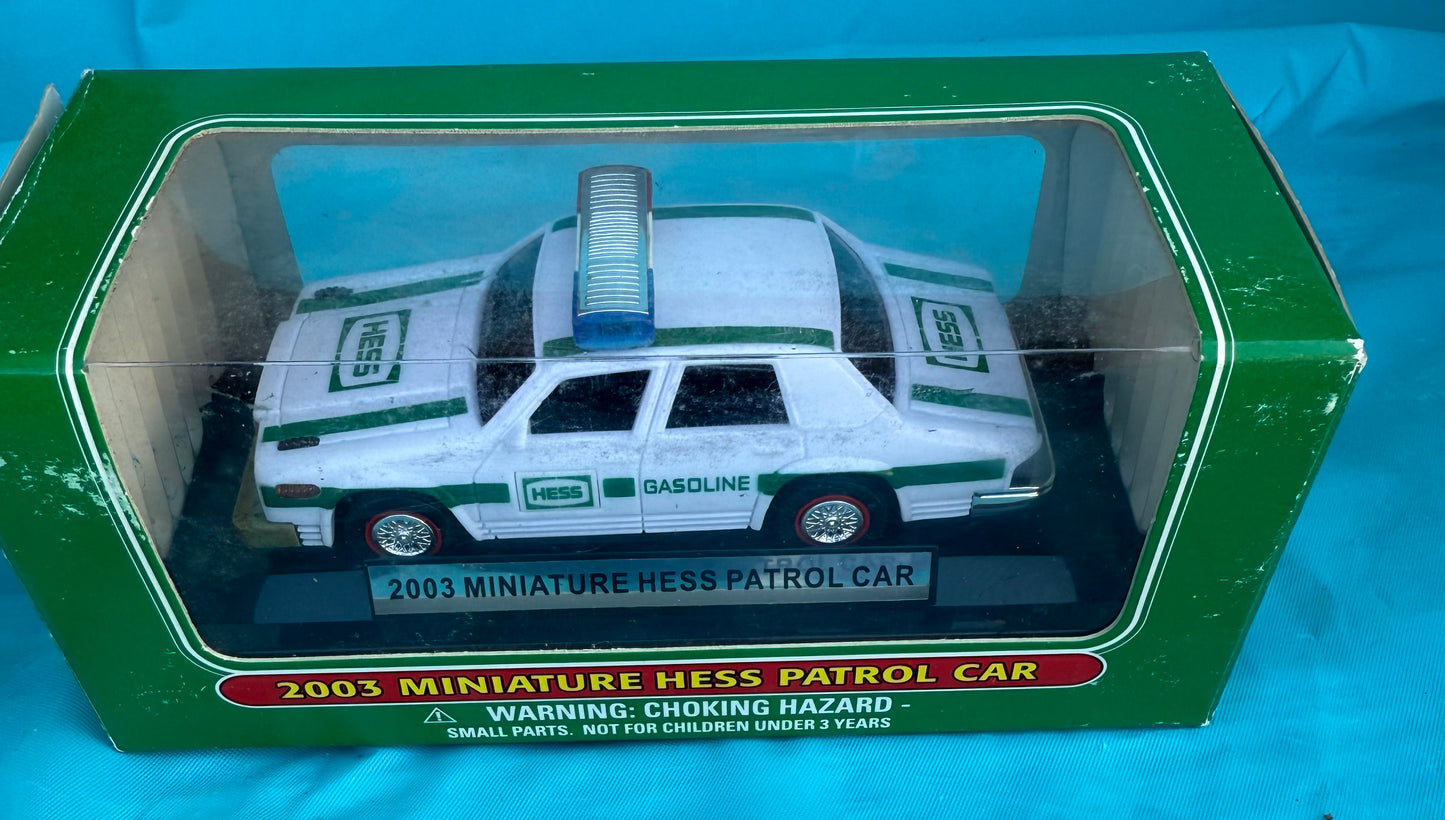 HESS
HESS
HESS
GASOLINE
2003 MINIATURE HESS PATROL CAR
2003 MINIATURE HESS PATROL CAR
⚠ WARNING: CHOKING HAZARD -
SMALL PARTS. NOT FOR CHILDREN UNDER 3 YEARS